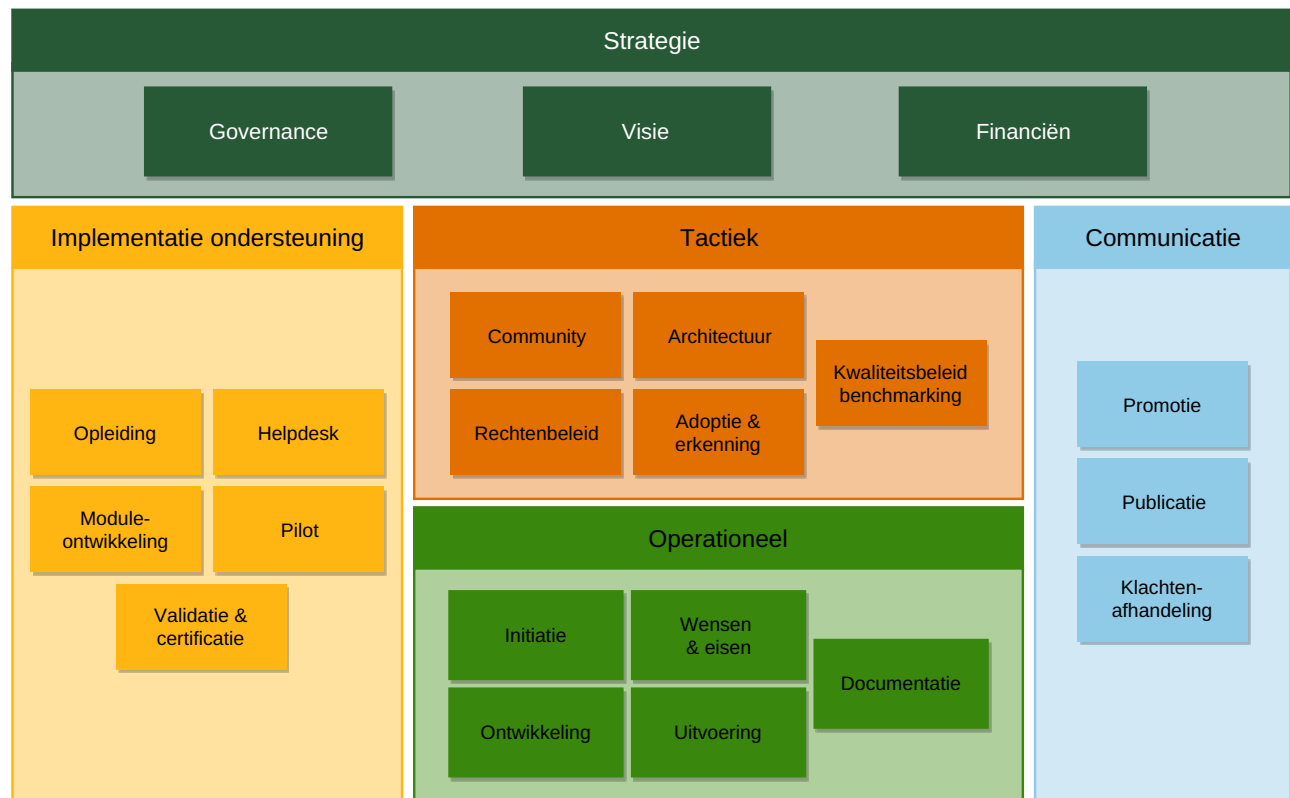 Strategie
Governance
Visie
Financiën
Implementatie ondersteuning
Opleiding
Helpdesk
Module-
ontwikkeling
Pilot
Validatie &
certificatie
Tactiek
Community
Architectuur
Kwaliteitsbeleid
benchmarking
Rechtenbeleid
Adoptie &
erkenning
Operationeel
Initiatie
Wensen
& eisen
Documentatie
Ontwikkeling
Uitvoering
Communicatie
Promotie
Publicatie
Klachten-
afhandeling